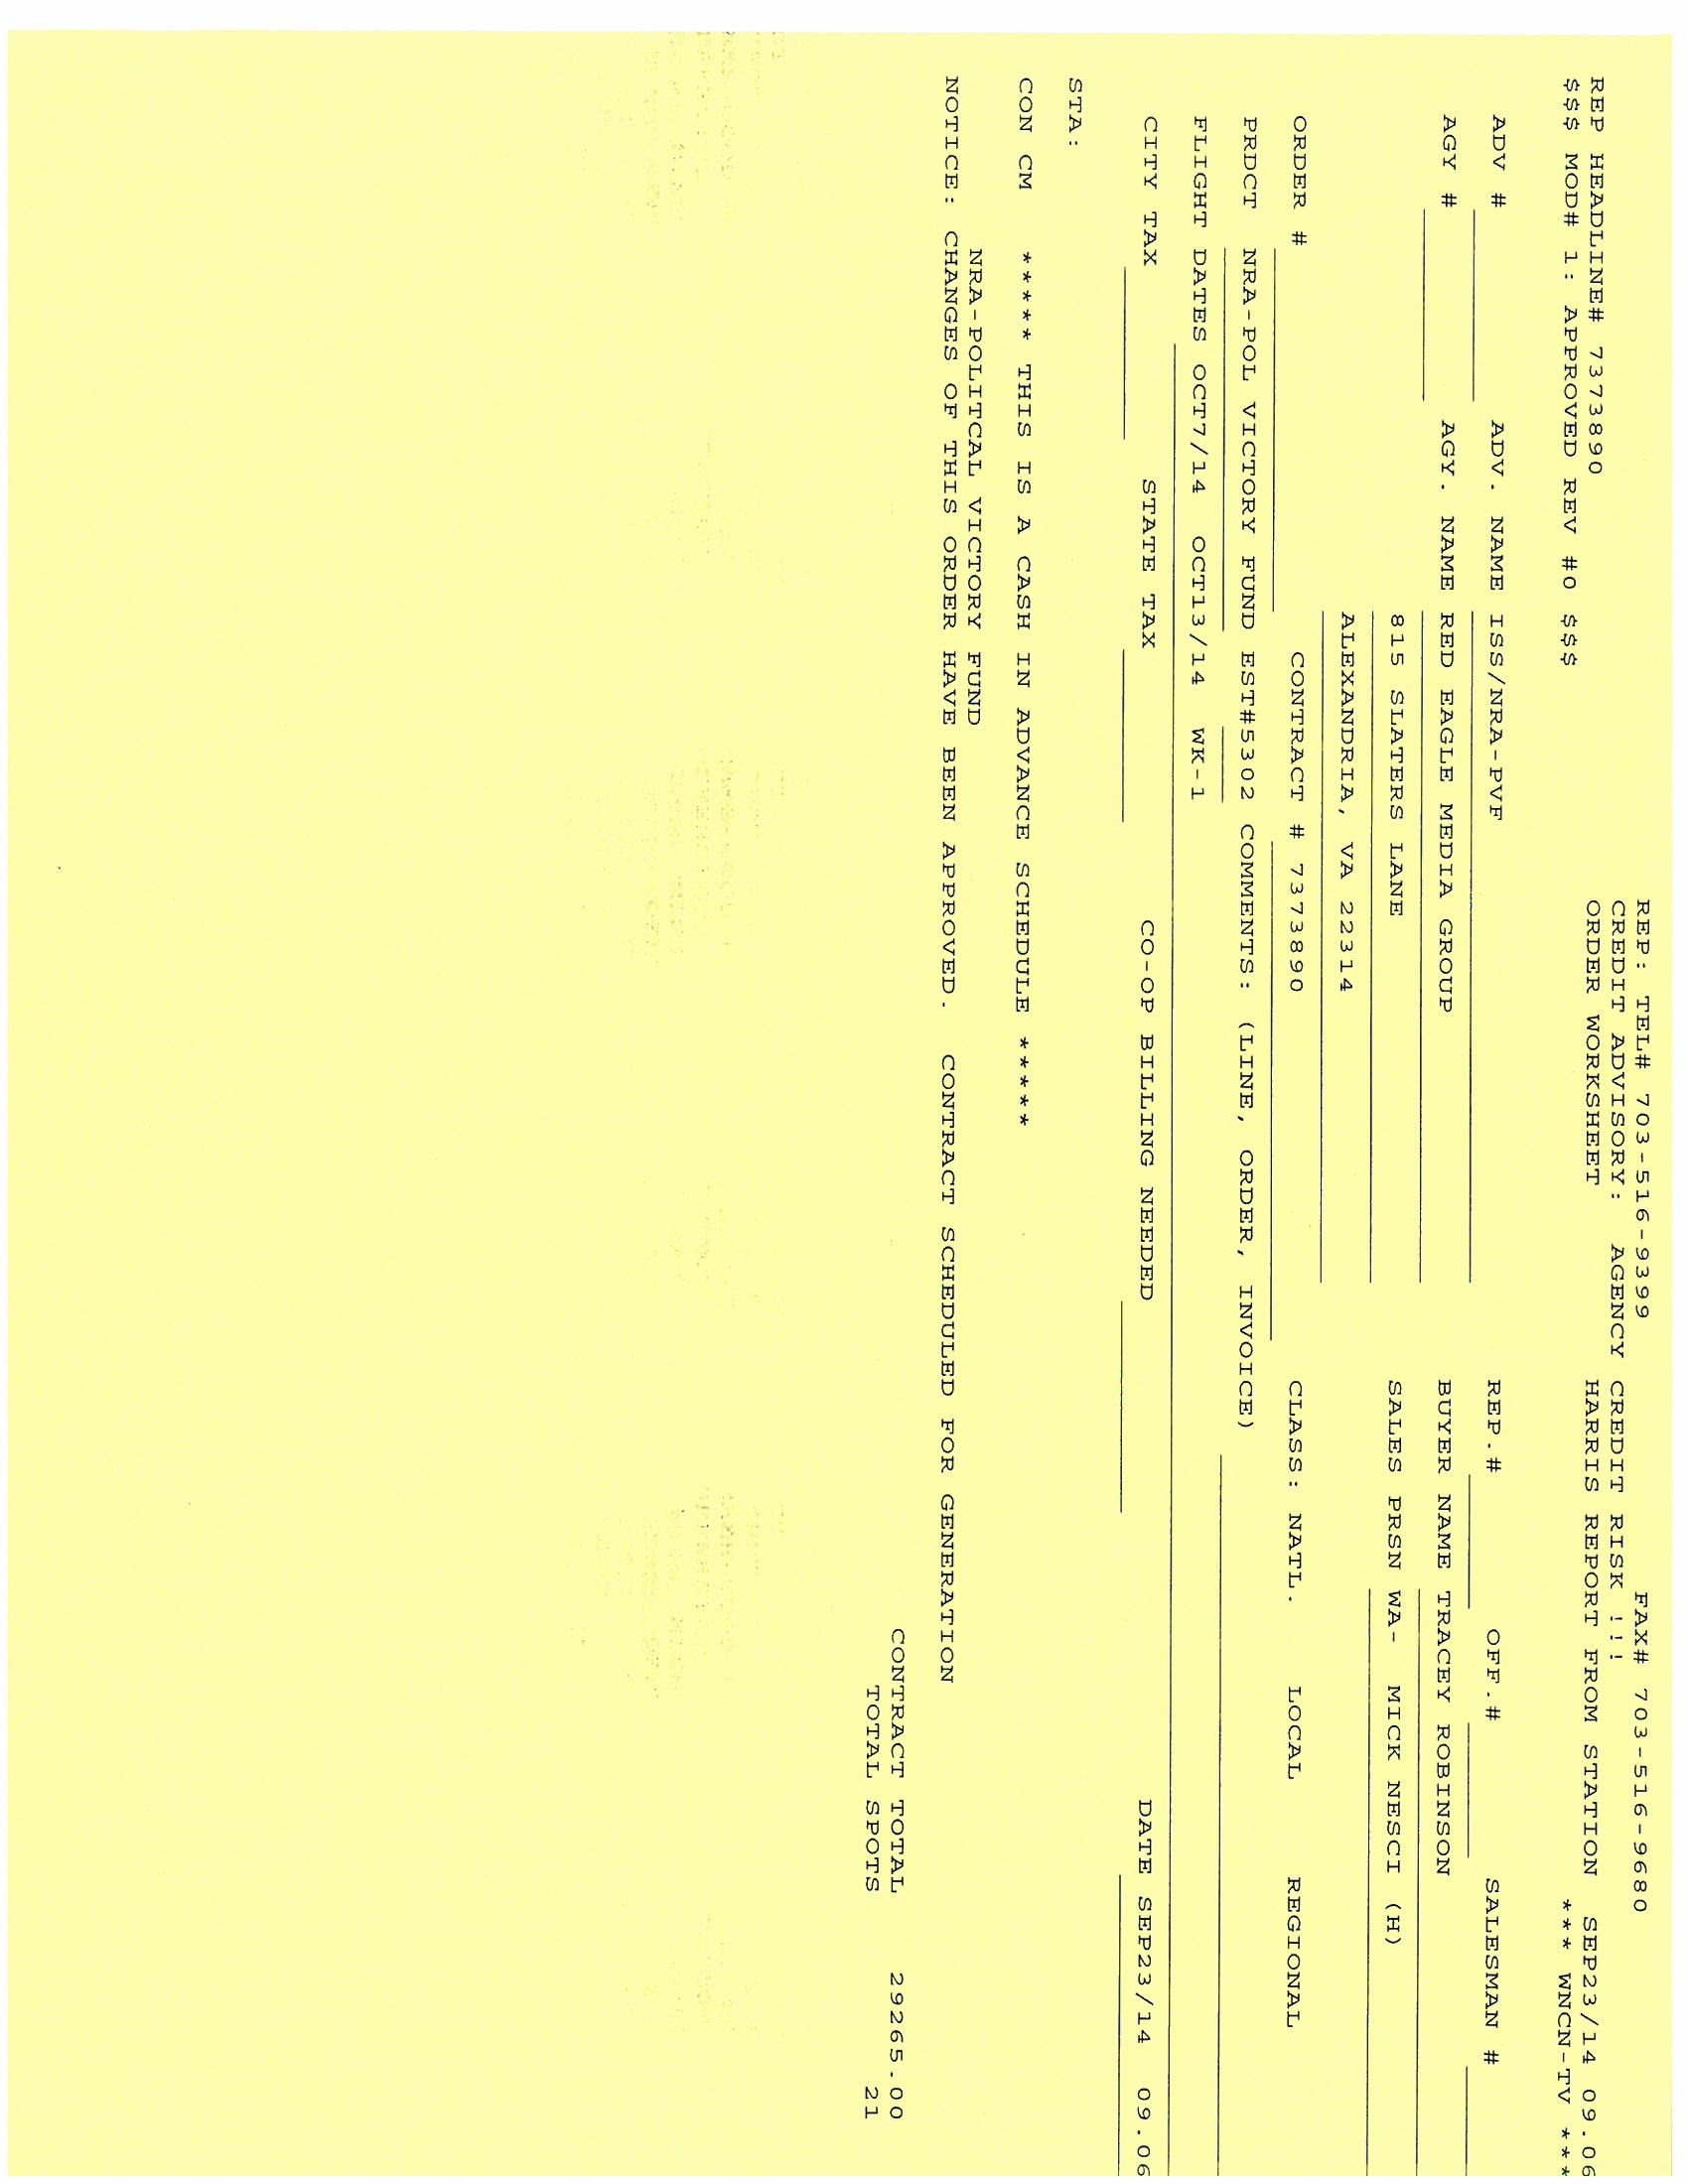 REP: TEL# 703-516-9399 FAX# 703-516-9680
CREDIT ADVISORY: AGENCY CREDIT RISK !!!
REP HEADLINE# 7373890 ORDER WORKSHEET HARRIS REPORT FROM STATION SEP23/14 09.06
$$$ MOD# 1: APPROVED REV #0 $$$ *** WNCN-TV ***
ADV # ADV. NAME ISS/NRA-PVF REP.# OFF.# SALESMAN #
AGY # AGY. NAME RED EAGLE MEDIA GROUP BUYER NAME TRACEY ROBINSON
815 SLATERS LANE SALES PRSN WA- MICK NESCI (H)
ALEXANDRIA, VA 22314
ORDER # CONTRACT # 7373890 CLASS: NATL. LOCAL REGIONAL
PRDCT NRA-POL VICTORY FUND EST#5302 COMMENTS: (LINE, ORDER, INVOICE)
FLIGHT DATES OCT7/14 OCT13/14 WK-1
CITY TAX STATE TAX CO-OP BILLING NEEDED DATE SEP23/14 09.06
STA:
CON CM ***** THIS IS A CASH IN ADVANCE SCHEDULE *****
NRA-POLITCAL VICTORY FUND
NOTICE: CHANGES OF THIS ORDER HAVE BEEN APPROVED. CONTRACT SCHEDULED FOR GENERATION
CONTRACT TOTAL 29265.00
TOTAL SPOTS 21